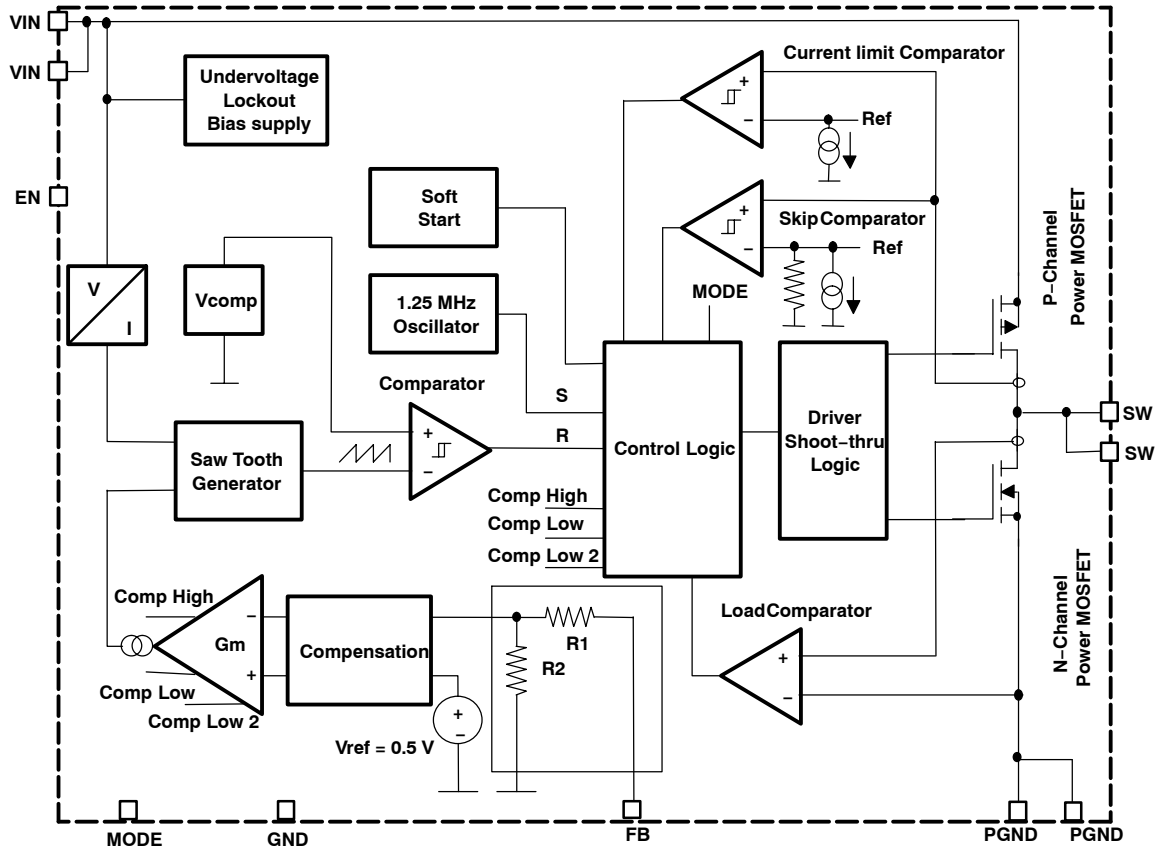 VIN
VIN
EN
Undervoltage
Lockout
Bias supply
Current limit Comparator
+
−
Ref
Soft
Start
Skip Comparator
+
−
Ref
P−Channel
Power MOSFET
V
I
Vcomp
1.25 MHz
Oscillator
MODE
Comparator
+
−
S
R
Saw Tooth
Generator
Control Logic
Driver
Shoot−thru
Logic
SW
SW
Comp High
Comp Low
Comp Low 2
Comp High
Gm
−
+
Comp Low
Comp Low 2
Compensation
R1
R2
+
−
Vref = 0.5 V
Load Comparator
+
−
N−Channel
Power MOSFET
MODE
GND
FB
PGND
PGND